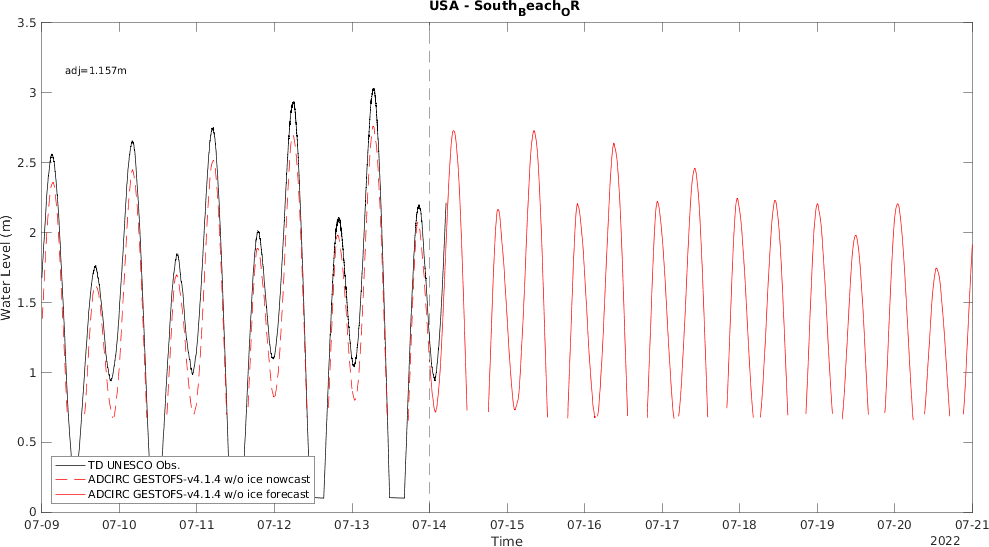 USA - SouthBeachOR
3.5
adj=1.157m
3
2.5
2
Water Level (m)
1.5
1
0.5
TD UNESCO Obs.
ADCIRC GESTOFS-v4.1.4 w/o ice nowcast
ADCIRC GESTOFS-v4.1.4 w/o ice forecast
0
07-09 07-10 07-11 07-12 07-13 07-14 07-15 07-16 07-17 07-18 07-19 07-20 07-21
Time
2022